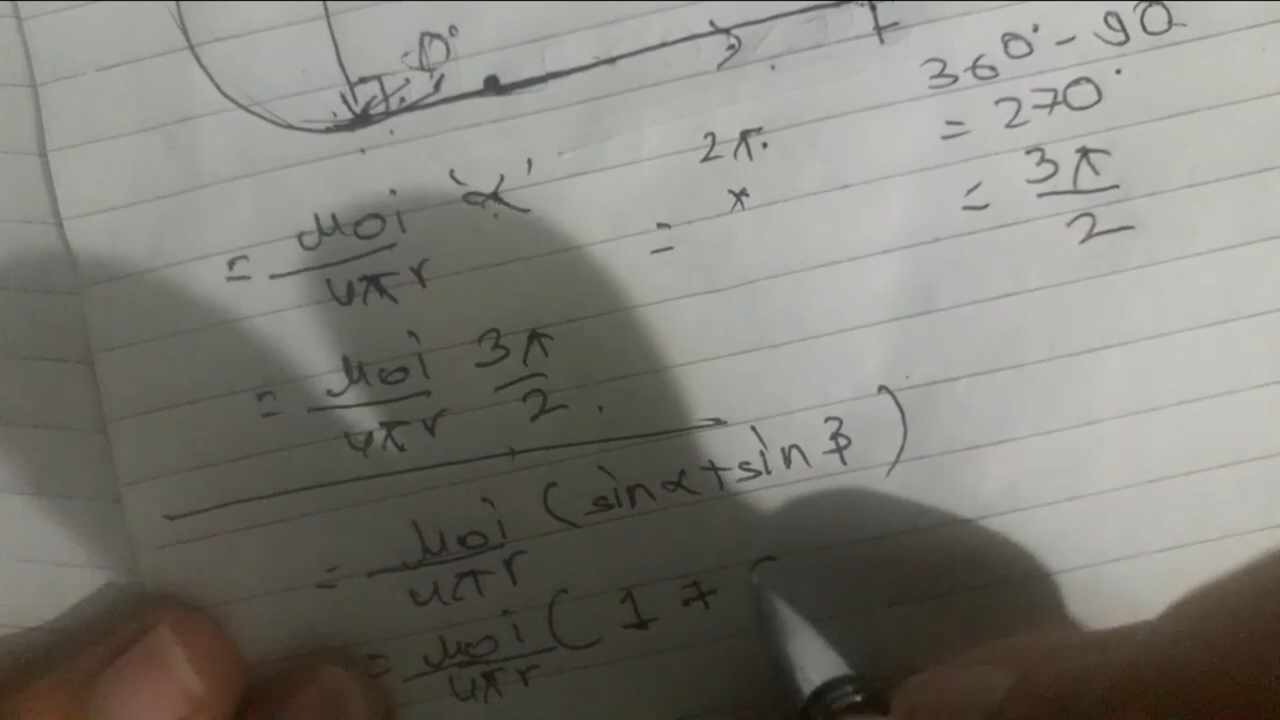 0°
360° - 90
= 270°
= 3π/2
2π.
=
= μ0i/4πr 'α'
= μ0i/4πr 3π/2.
= μ0i/4πr (sinα+sinβ)
= μ0i/4πr (1 +